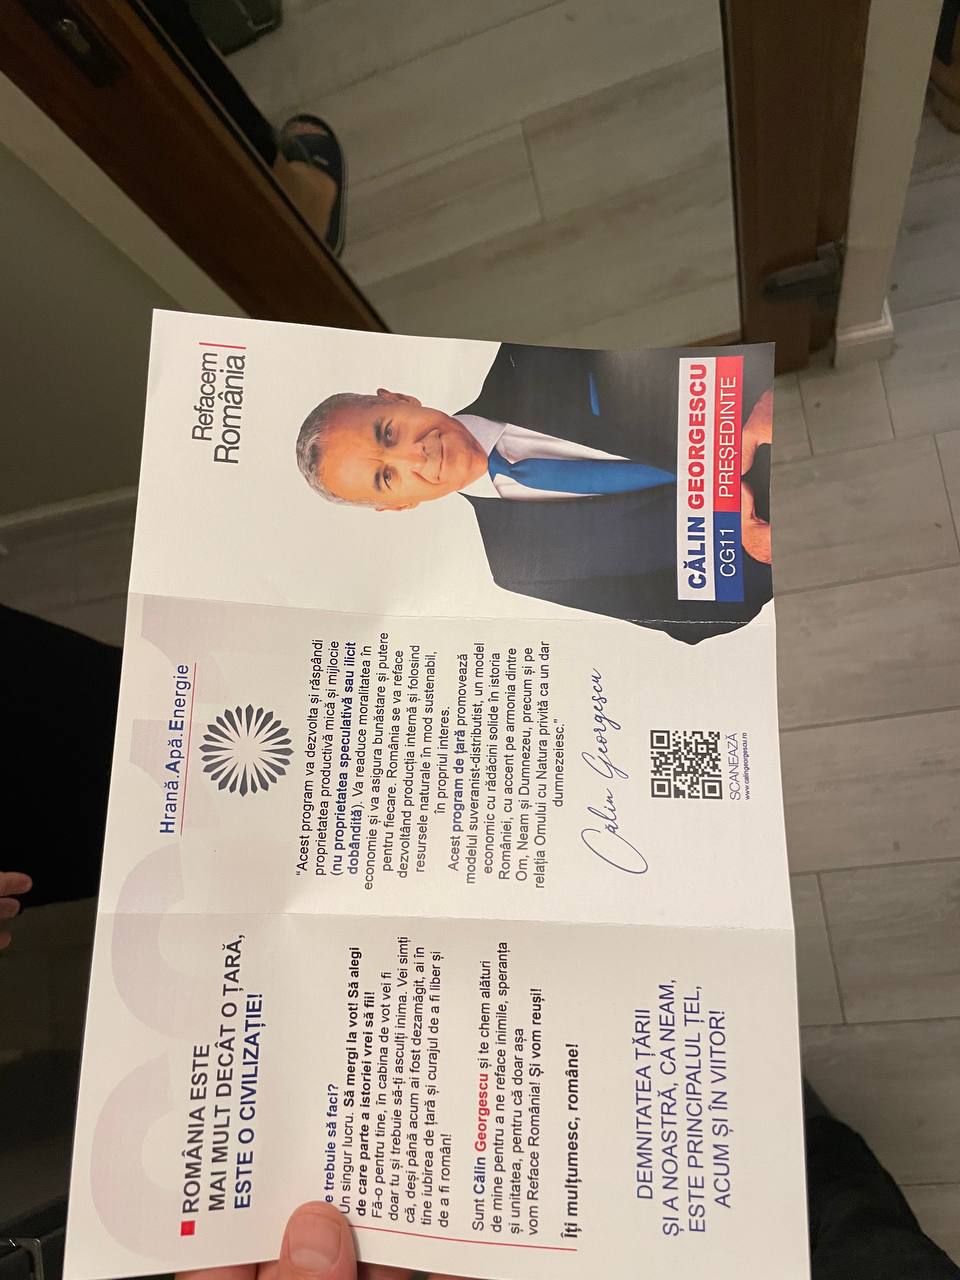 ROMÂNIA ESTE
MAI MULT DECÂT O ȚARĂ,
ESTE O CIVILIZAȚIE!
e trebuie să faci?
Un singur lucru. Să mergi la vot! Să alegi
de care parte a istoriei vrei să fii!
Fă-o pentru tine, în cabina de vot vei fi
doar tu și trebuie să-ți asculți inima. Vei simți
că, deși până acum ai fost dezamăgit, ai în
tine iubirea de țară și curajul de a fi liber și
de a fi român!
Sunt Călin Georgescu și te chem alături
de mine pentru a ne reface inimile, speranța
și unitatea, pentru că doar așa
vom Reface România! Și vom reuși!
Îți mulțumesc, române!
DEMNITATEA ȚĂRII
ȘI A NOASTRĂ, CA NEAM,
ESTE PRINCIPALUL ȚEL,
ACUM ȘI ÎN VIITOR!
Hrană.Apă.Energie
“Acest program va dezvolta și răspândi
proprietatea productivă mică și mijlocie
(nu proprietatea speculativă sau ilicit
dobândită). Va readuce moralitatea în
economie și va asigura bunăstare și putere
pentru fiecare. România se va reface
dezvoltând producția internă și folosind
resursele naturale în mod sustenabil,
în propriul interes.
Acest program de țară promovează
modelul suveranist-distributist, un model
economic cu rădăcini solide în istoria
României, cu accent pe armonia dintre
Om, Neam și Dumnezeu, precum și pe
relația Omului cu Natura privită ca un dar
dumnezeiesc.”
Călin Georgescu
SCANEAZĂ
www.calingeorgescu.ro
Refacem
România
CĂLIN GEORGESCU
CG11 PREȘEDINTE